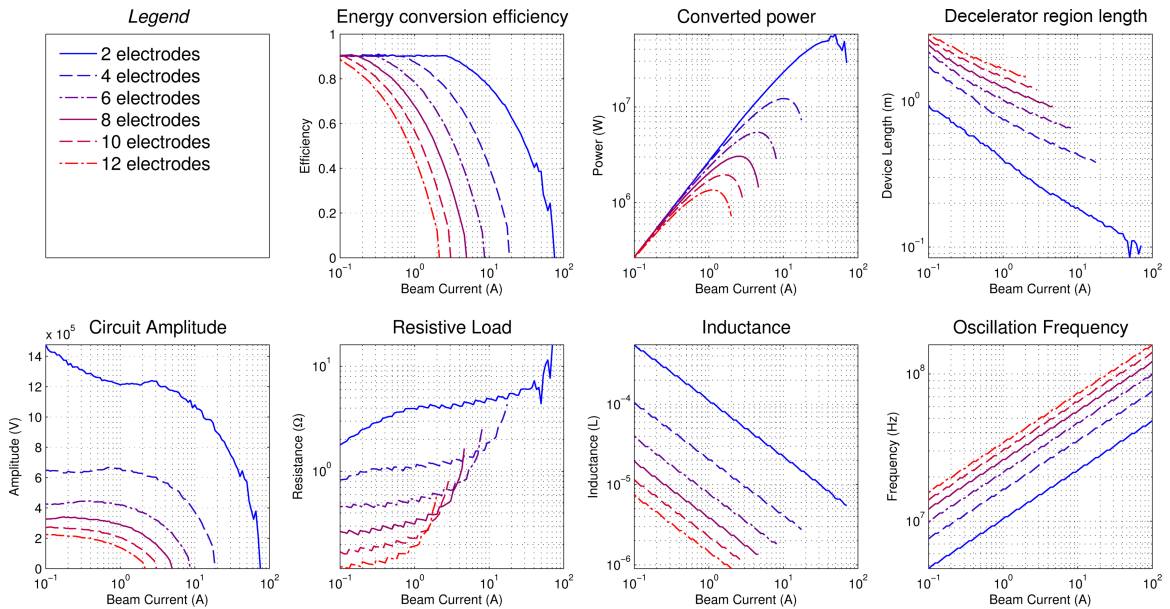 Legend
2 electrodes
4 electrodes
6 electrodes
8 electrodes
10 electrodes
12 electrodes
Energy conversion efficiency
Efficiency
1
0.8
0.6
0.4
0.2
0
10⁻¹ 10⁰ 10¹ 10²
Beam Current (A)
Converted power
Power (W)
10⁷
10⁶
10⁻¹ 10⁰ 10¹ 10²
Beam Current (A)
Decelerator region length
Device Length (m)
10⁰
10⁻¹
10⁻¹ 10⁰ 10¹ 10²
Beam Current (A)
Circuit Amplitude
x 10⁵
Amplitude (V)
14
12
10
8
6
4
2
0
10⁻¹ 10⁰ 10¹ 10²
Beam Current (A)
Resistive Load
Resistance (Ω)
10¹
10⁰
10⁻¹ 10⁰ 10¹ 10²
Beam Current (A)
Inductance
Inductance (L)
10⁻⁴
10⁻⁵
10⁻⁶
10⁻¹ 10⁰ 10¹ 10²
Beam Current (A)
Oscillation Frequency
Frequency (Hz)
10⁸
10⁷
10⁻¹ 10⁰ 10¹ 10²
Beam Current (A)